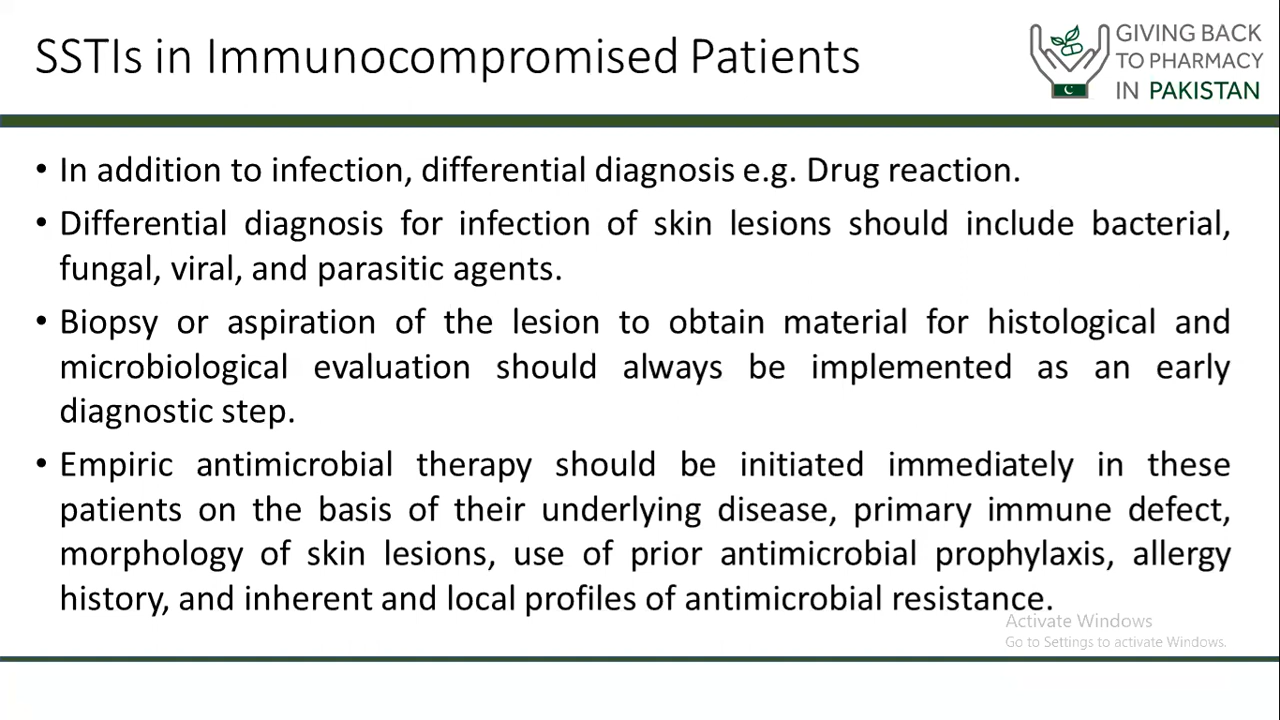 SSTIs in Immunocompromised Patients
GIVING BACK
TO PHARMACY
IN PAKISTAN
• In addition to infection, differential diagnosis e.g. Drug reaction.
• Differential diagnosis for infection of skin lesions should include bacterial,
fungal, viral, and parasitic agents.
• Biopsy or aspiration of the lesion to obtain material for histological and
microbiological evaluation should always be implemented as an early
diagnostic step.
• Empiric antimicrobial therapy should be initiated immediately in these
patients on the basis of their underlying disease, primary immune defect,
morphology of skin lesions, use of prior antimicrobial prophylaxis, allergy
history, and inherent and local profiles of antimicrobial resistance.
Activate Windows
Go to Settings to activate Windows.